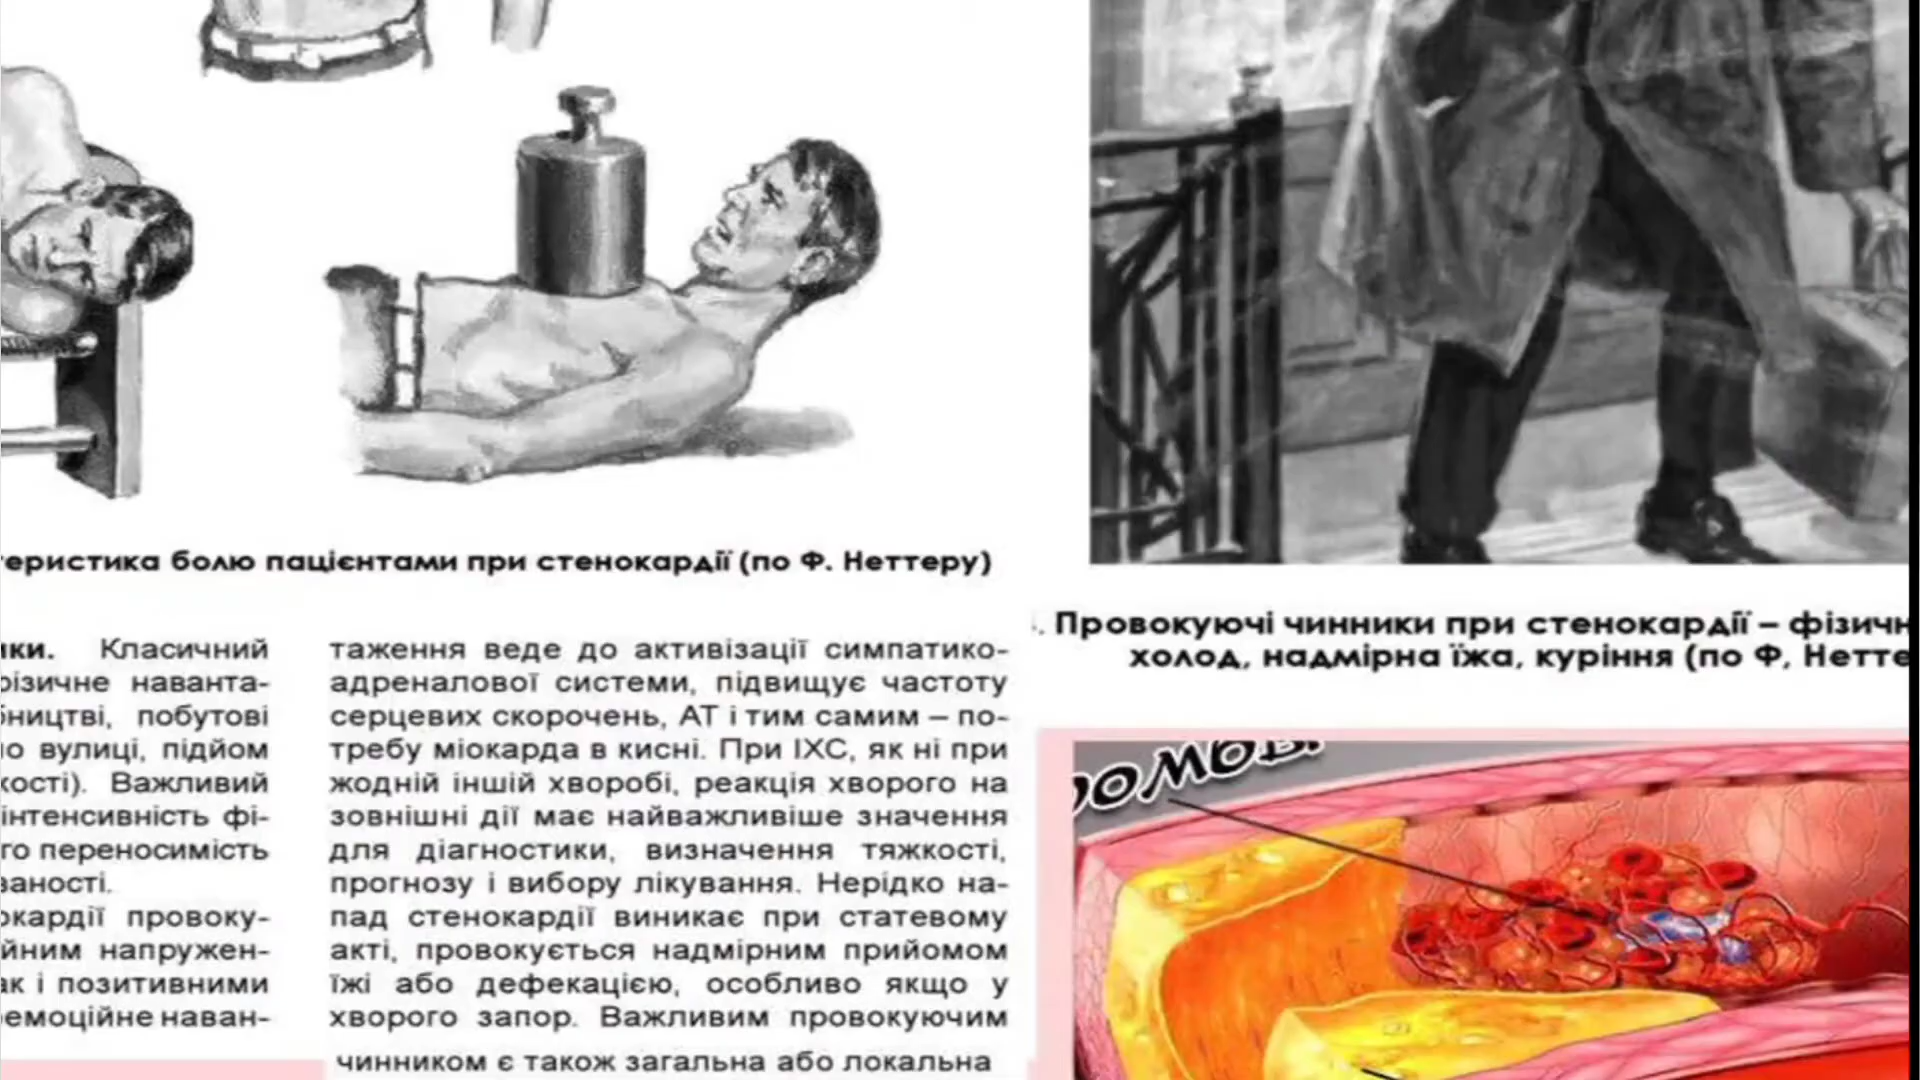 теристика болю пацієнтами при стенокардії (по Ф. Неттеру)
ики. Класичний
фізичне наванта-
бництві, побутові
по вулиці, підйом
кості). Важливий
інтенсивність фі-
го переносимість
ваності.
окардії провоку-
йним напружен-
ак і позитивними
емоційне наван-
таження веде до активізації симпатико-
адреналової системи, підвищує частоту
серцевих скорочень, АТ і тим самим – по-
требу міокарда в кисні. При ІХС, як ні при
жодній іншій хворобі, реакція хворого на
зовнішні дії має найважливіше значення
для діагностики, визначення тяжкості,
прогнозу і вибору лікування. Нерідко на-
пад стенокардії виникає при статевому
акті, провокується надмірним прийомом
їжі або дефекацією, особливо якщо у
хворого запор. Важливим провокуючим
чинником є також загальна або локальна
. Провокуючі чинники при стенокардії – фізичн
холод, надмірна їжа, куріння (по Ф, Нетте